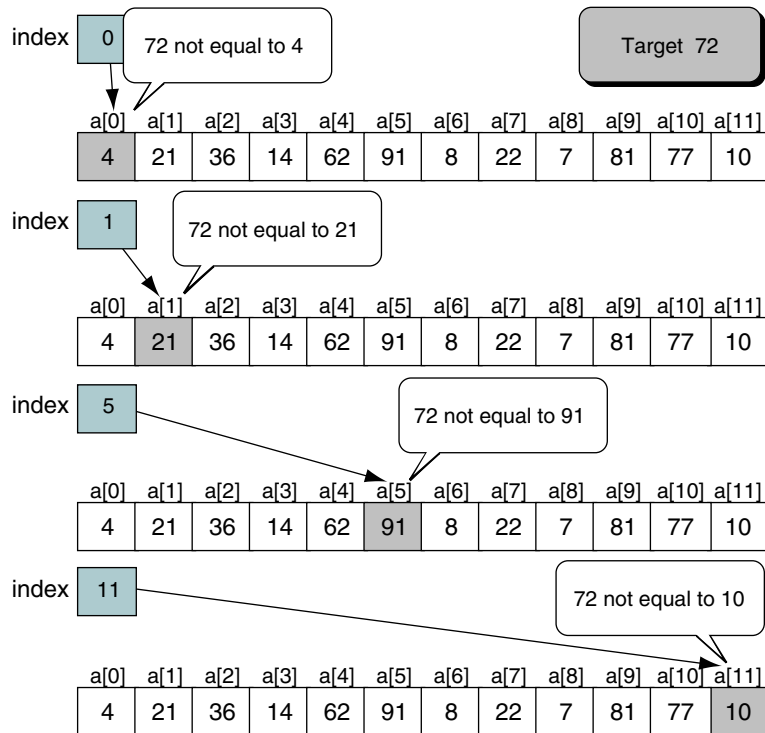 index 0 72 not equal to 4 Target 72
a[0] a[1] a[2] a[3] a[4] a[5] a[6] a[7] a[8] a[9] a[10] a[11]
4 21 36 14 62 91 8 22 7 81 77 10
index 1 72 not equal to 21
a[0] a[1] a[2] a[3] a[4] a[5] a[6] a[7] a[8] a[9] a[10] a[11]
4 21 36 14 62 91 8 22 7 81 77 10
index 5 72 not equal to 91
a[0] a[1] a[2] a[3] a[4] a[5] a[6] a[7] a[8] a[9] a[10] a[11]
4 21 36 14 62 91 8 22 7 81 77 10
index 11 72 not equal to 10
a[0] a[1] a[2] a[3] a[4] a[5] a[6] a[7] a[8] a[9] a[10] a[11]
4 21 36 14 62 91 8 22 7 81 77 10